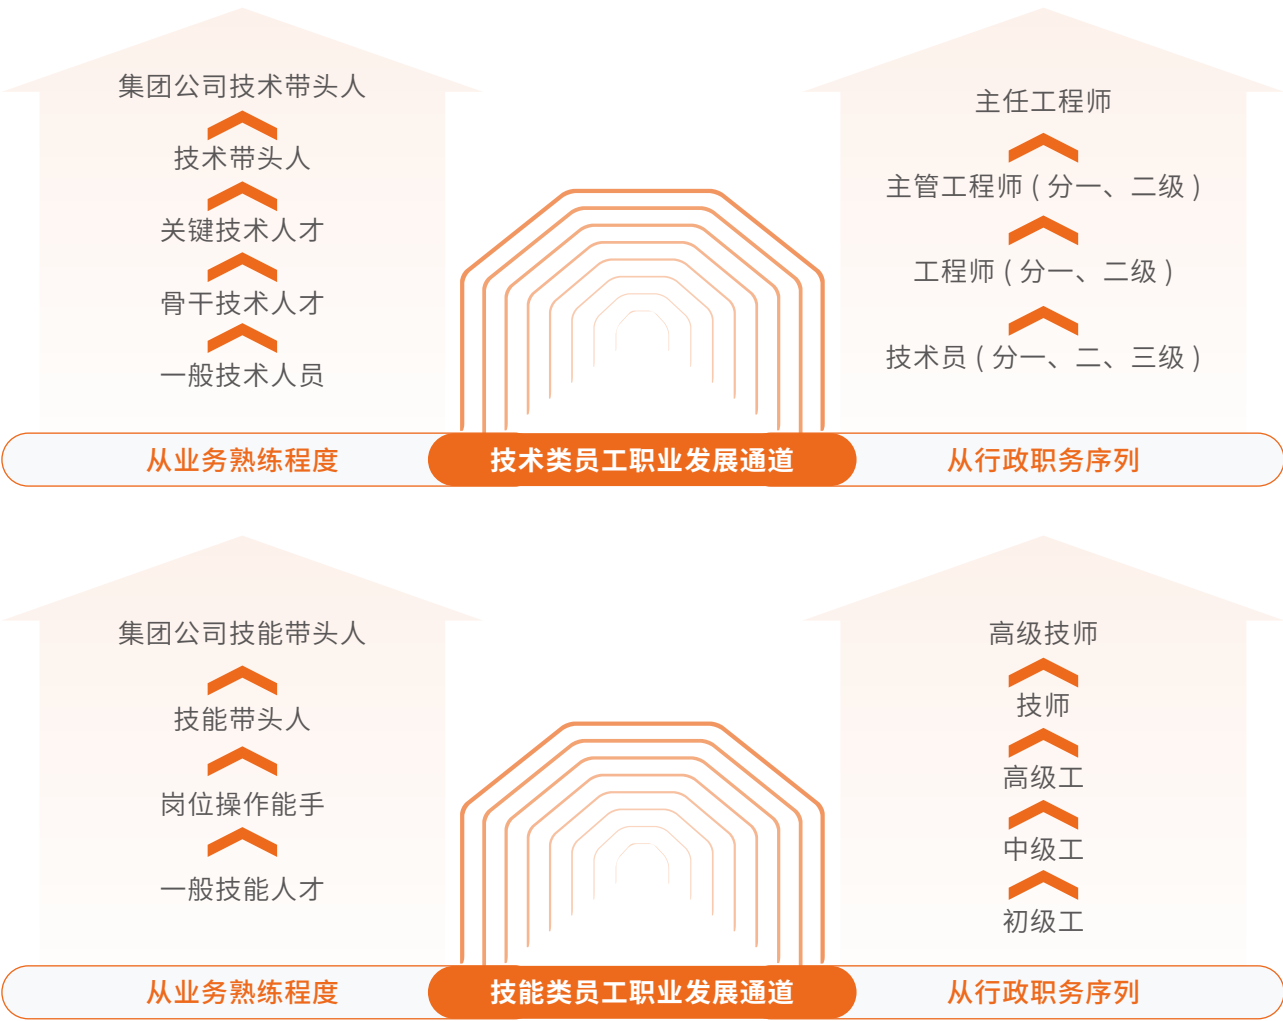 集团公司技术带头人
技术带头人
关键技术人才
骨干技术人才
一般技术人员
主任工程师
主管工程师 ( 分一、二级 )
工程师 ( 分一、二级 )
技术员 ( 分一、二、三级 )
从业务熟练程度
技术类员工职业发展通道
从行政职务序列
集团公司技能带头人
技能带头人
岗位操作能手
一般技能人才
高级技师
技师
高级工
中级工
初级工
从业务熟练程度
技能类员工职业发展通道
从行政职务序列